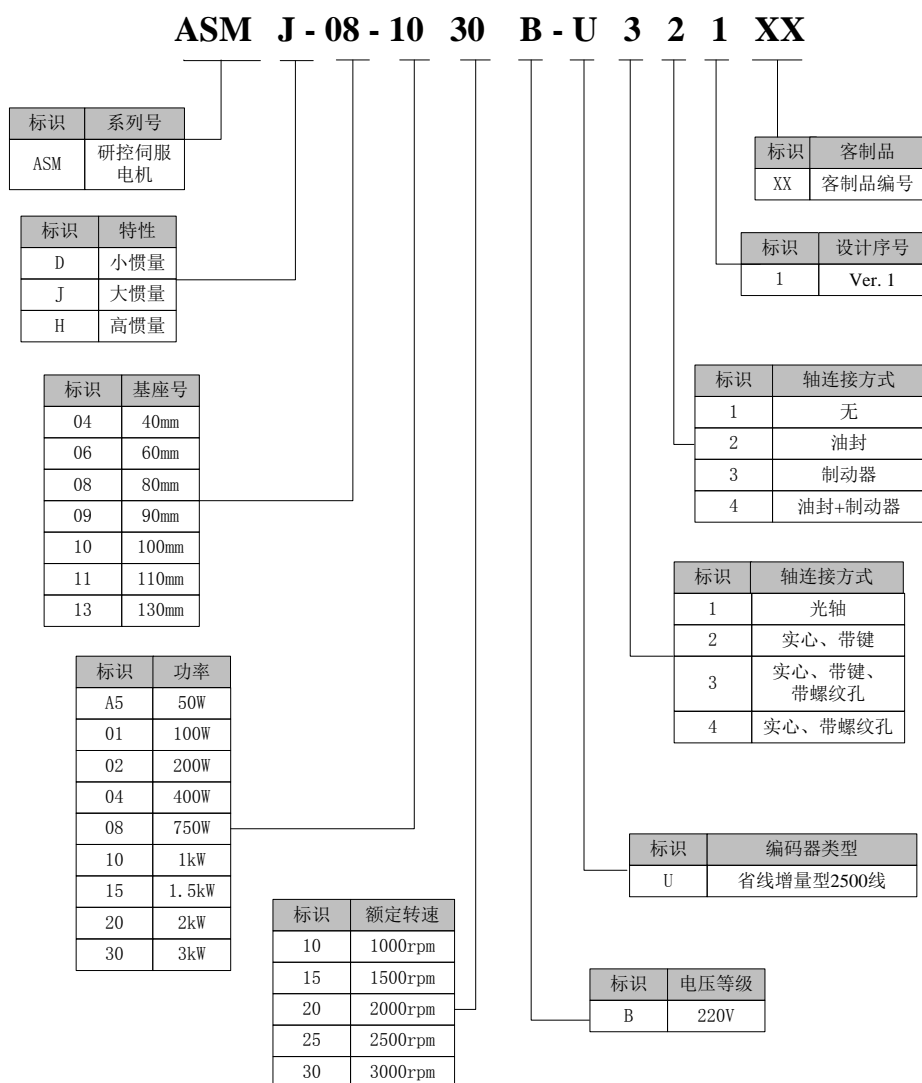 ASM J - 08 - 10 30 B - U 3 2 1 XX
标识 系列号
ASM 研控伺服
电机
标识 特性
D 小惯量
J 大惯量
H 高惯量
标识 基座号
04 40mm
06 60mm
08 80mm
09 90mm
10 100mm
11 110mm
13 130mm
标识 功率
A5 50W
01 100W
02 200W
04 400W
08 750W
10 1kW
15 1.5kW
20 2kW
30 3kW
标识 额定转速
10 1000rpm
15 1500rpm
20 2000rpm
25 2500rpm
30 3000rpm
标识 客制品
XX 客制品编号
标识 设计序号
1 Ver. 1
标识 轴连接方式
1 无
2 油封
3 制动器
4 油封+制动器
标识 轴连接方式
1 光轴
2 实心、带键
3 实心、带键、
带螺纹孔
4 实心、带螺纹孔
标识 编码器类型
U 省线增量型2500线
标识 电压等级
B 220V